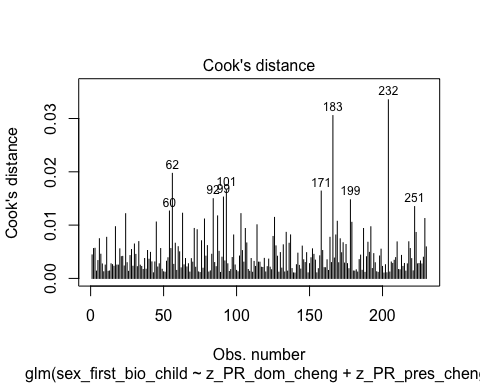 Cook's distance
Cook's distance
0.00 0.01 0.02 0.03
232
183
62
101
171
92
99
199
60
251
0 50 100 150 200
Obs. number
glm(sex_first_bio_child ~ z_PR_dom_cheng + z_PR_pres_cheng